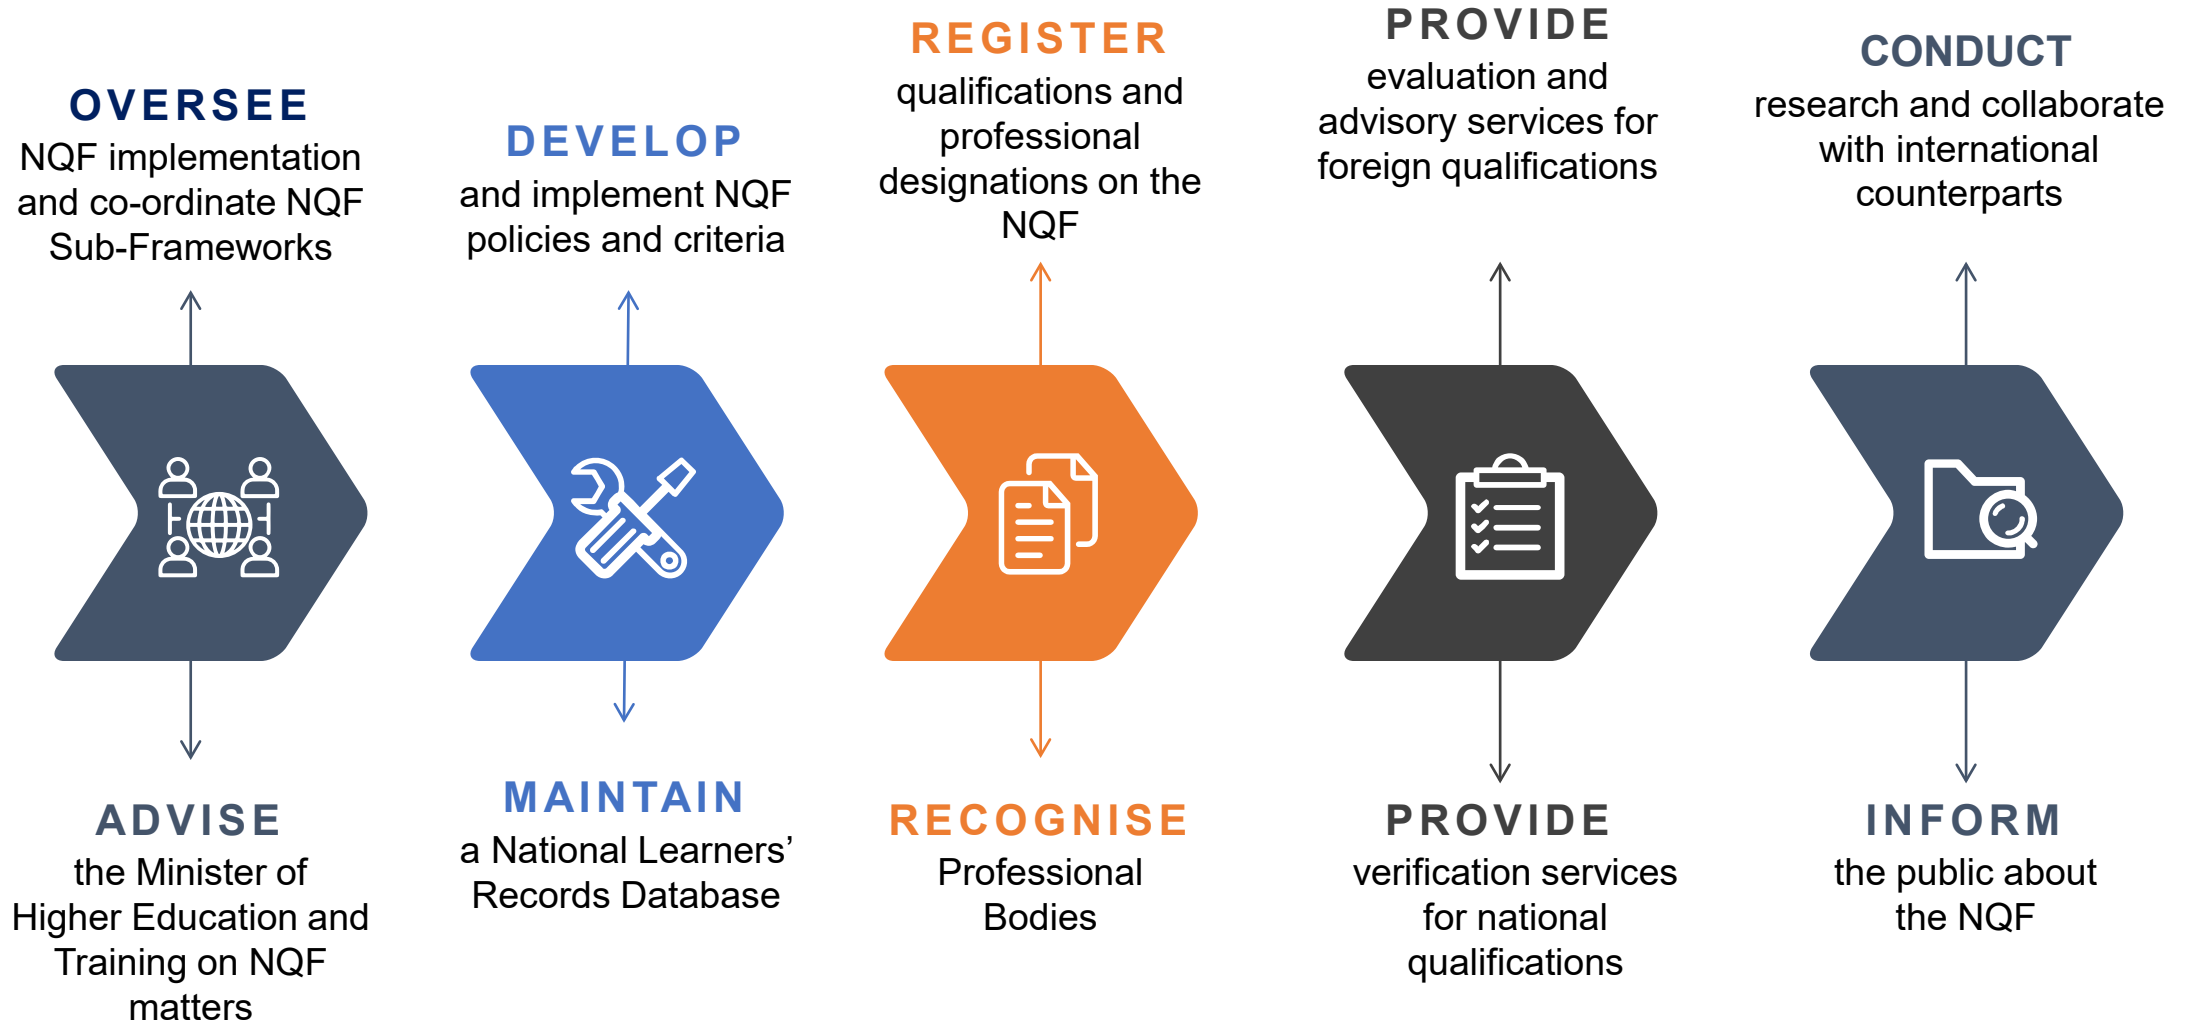 OVERSEE
NQF implementation
and co-ordinate NQF
Sub-Frameworks
DEVELOP
and implement NQF
policies and criteria
REGISTER
qualifications and
professional
designations on the
NQF
PROVIDE
evaluation and
advisory services for
foreign qualifications
CONDUCT
research and collaborate
with international
counterparts
ADVISE
the Minister of
Higher Education and
Training on NQF
matters
MAINTAIN
a National Learners’
Records Database
RECOGNISE
Professional
Bodies
PROVIDE
verification services
for national
qualifications
INFORM
the public about
the NQF